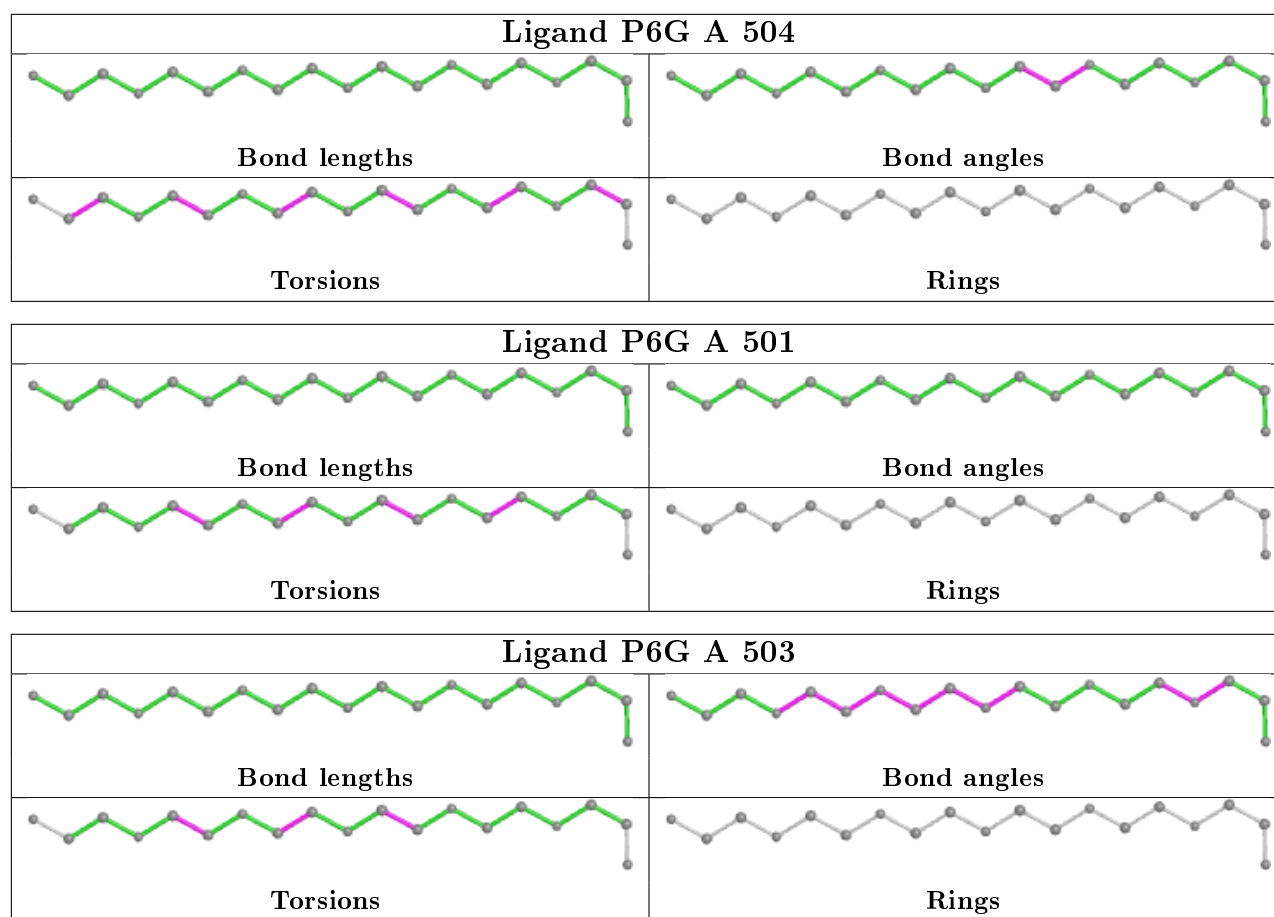 Ligand P6G A 504
Bond lengths Bond angles
Torsions Rings
Ligand P6G A 501
Bond lengths Bond angles
Torsions Rings
Ligand P6G A 503
Bond lengths Bond angles
Torsions Rings